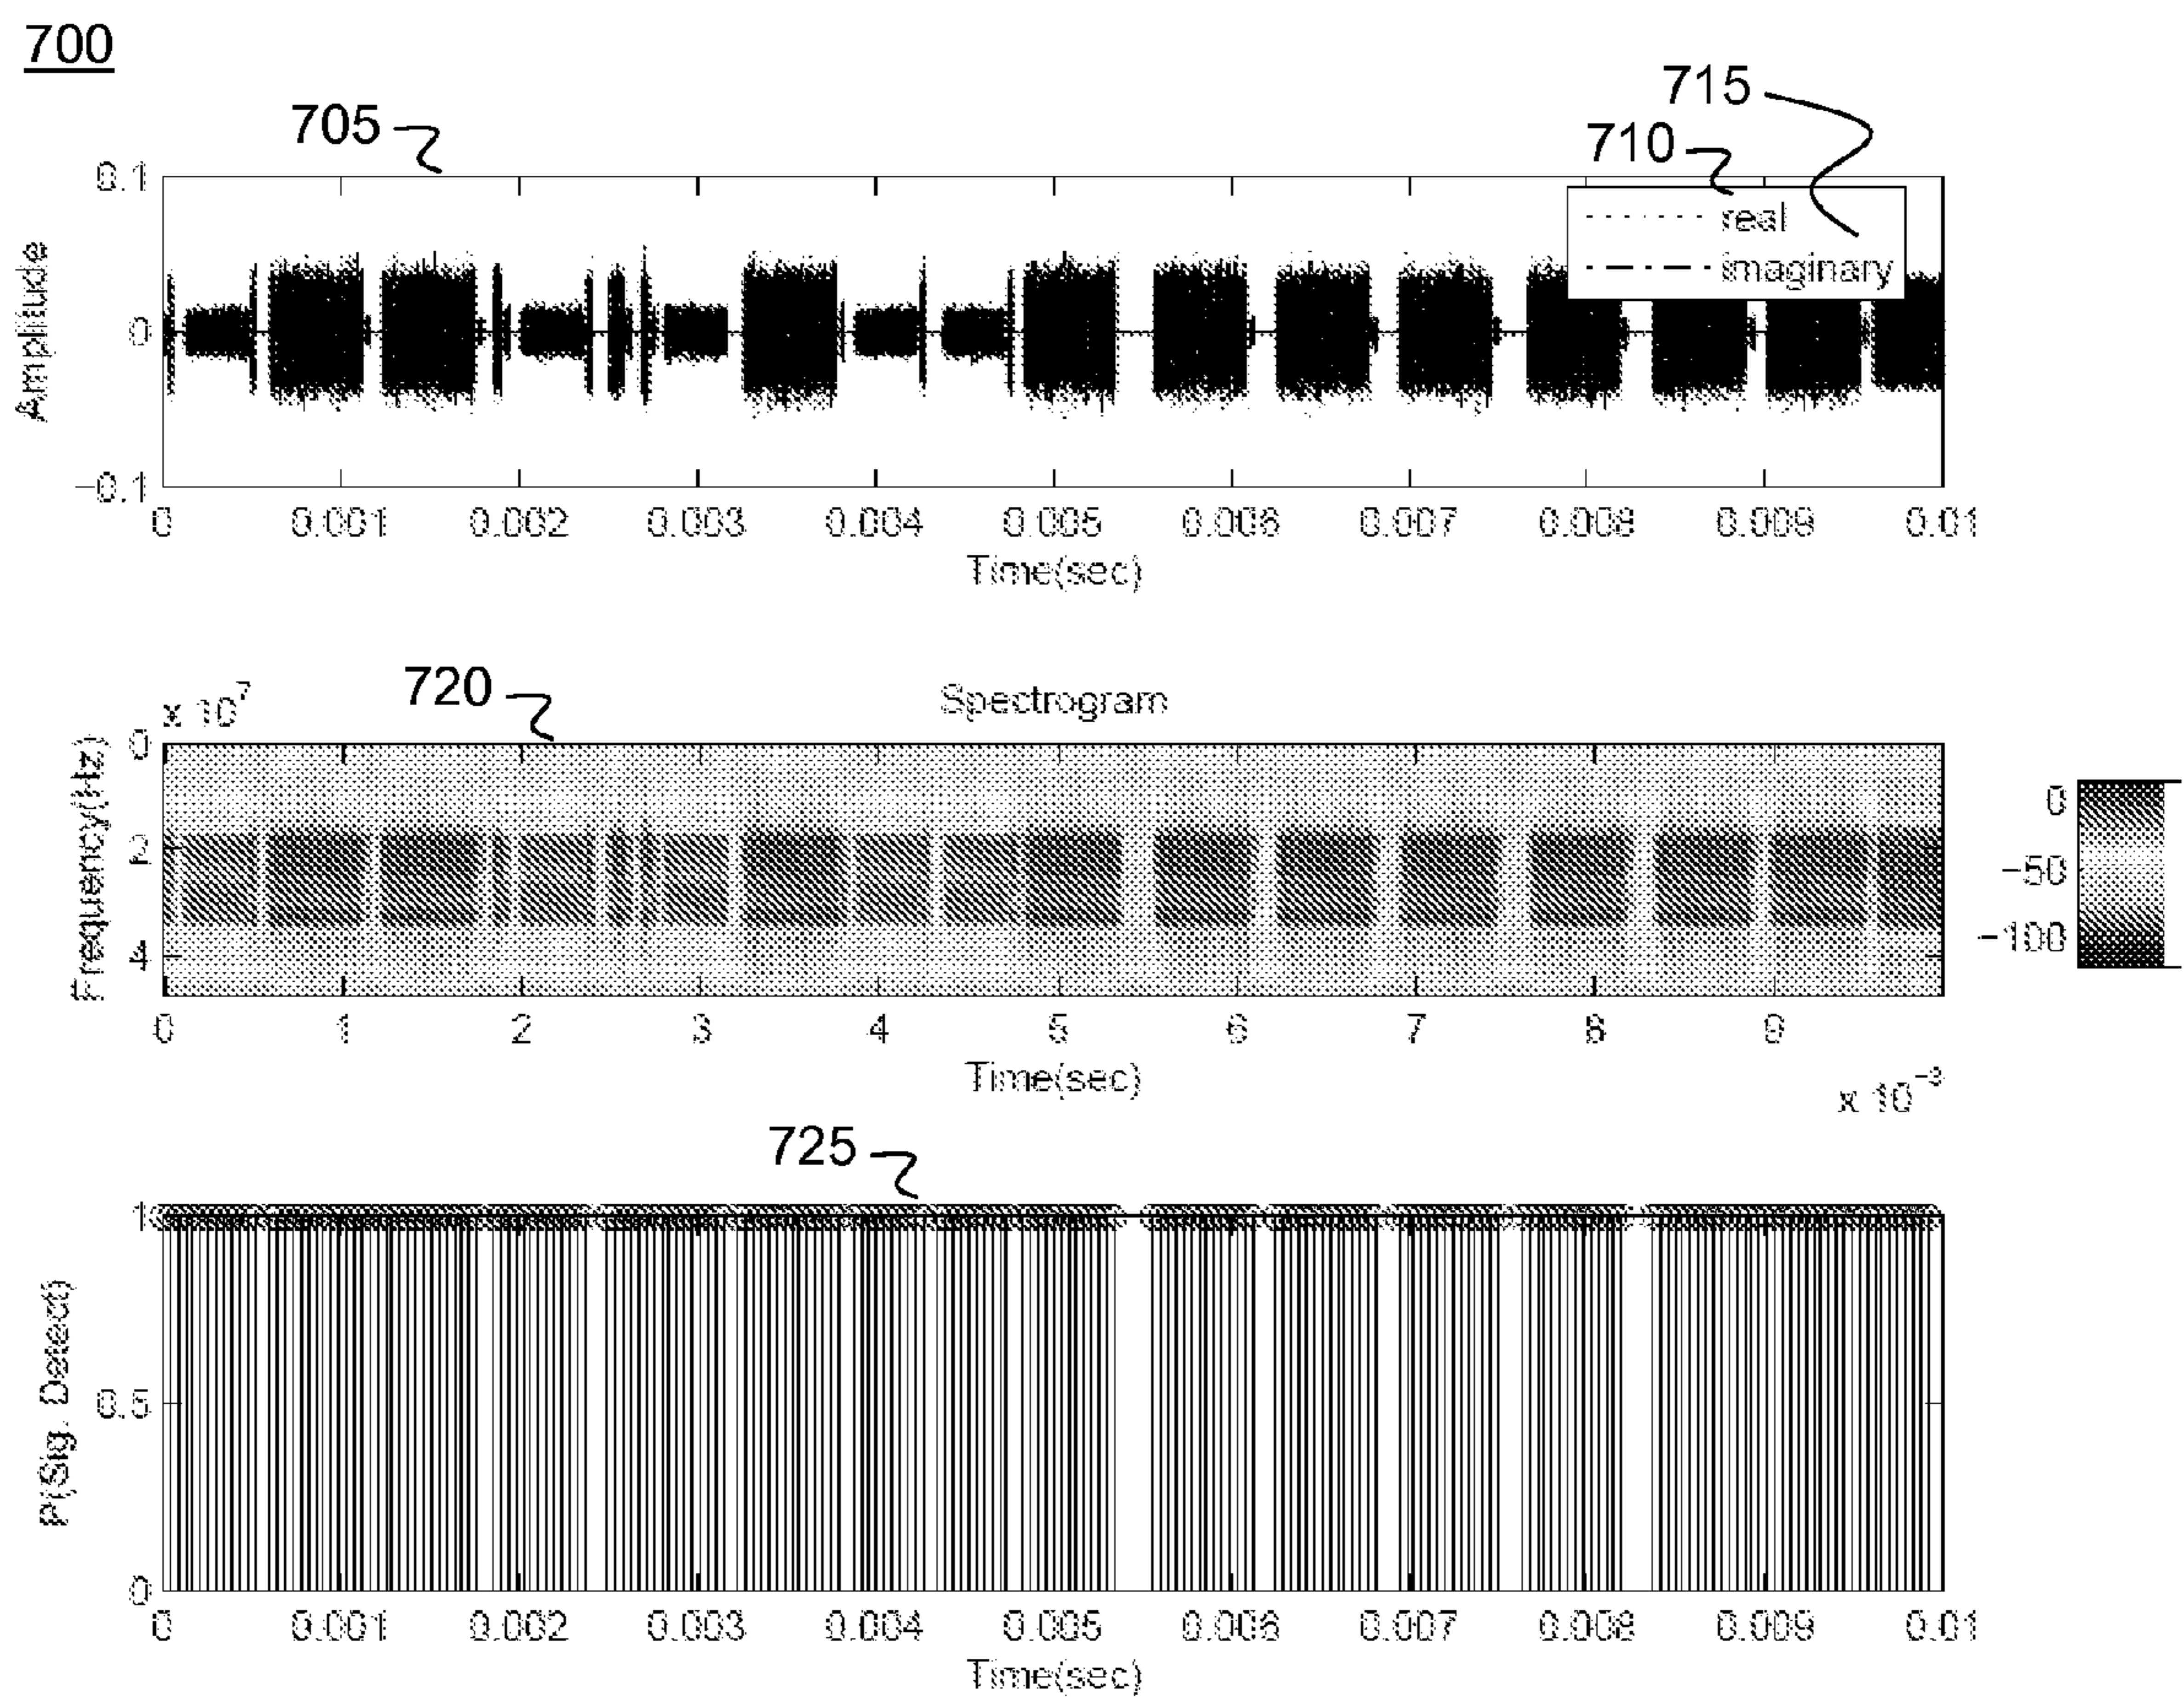 700
705
715
710
real
imaginary
0.1
0
-0.1
Amplitude
0 0.001 0.002 0.003 0.004 0.005 0.006 0.007 0.008 0.009 0.01
Time(sec)
720
Spectrogram
x 10^7
0
2
4
Frequency(Hz)
0
-50
-100
0 1 2 3 4 5 6 7 8 9
Time(sec)
x 10^-3
725
1
0.5
0
P(Sig. Detect)
0 0.001 0.002 0.003 0.004 0.005 0.006 0.007 0.008 0.009 0.01
Time(sec)